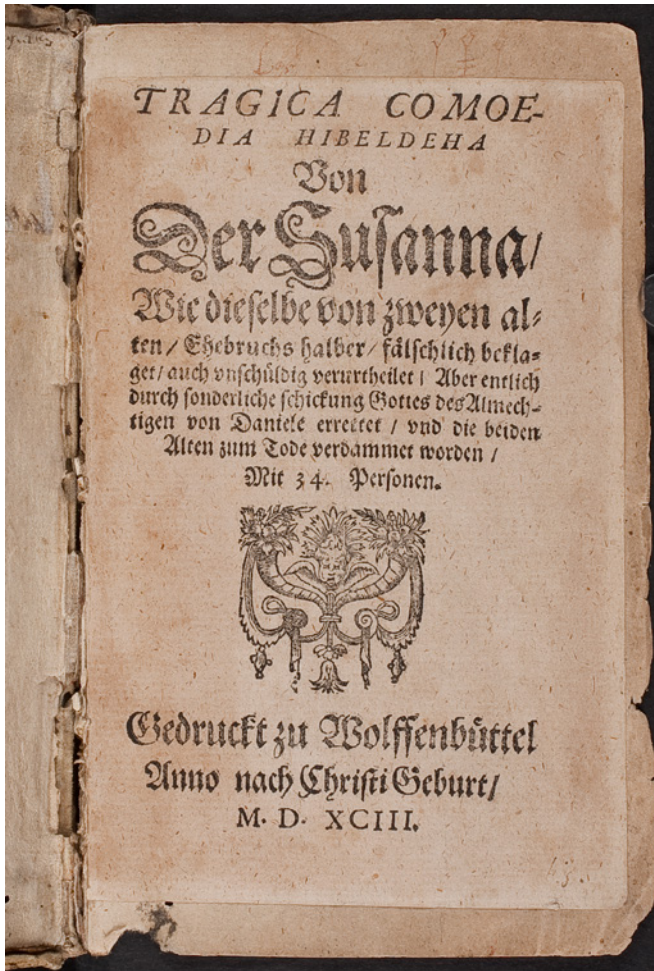 TRAGICA COMOE-
DIA HIBELDEHA
Von
Der Suſanna/
Wie dieſelbe von zweyen al-
ten / Ehebruchs halber / fälſchlich bekla-
get / auch vnſchüldig verurtheilet / Aber entlich
durch ſonderliche ſchickung Gottes des Almech-
tigen von Daniele errettet / vnd die beiden
Alten zum Tode verdammet worden /
Mit 34. Perſonen.
Gedruckt zu Wolffenbüttel
Anno nach Chriſti Geburt /
M. D. XCIII.